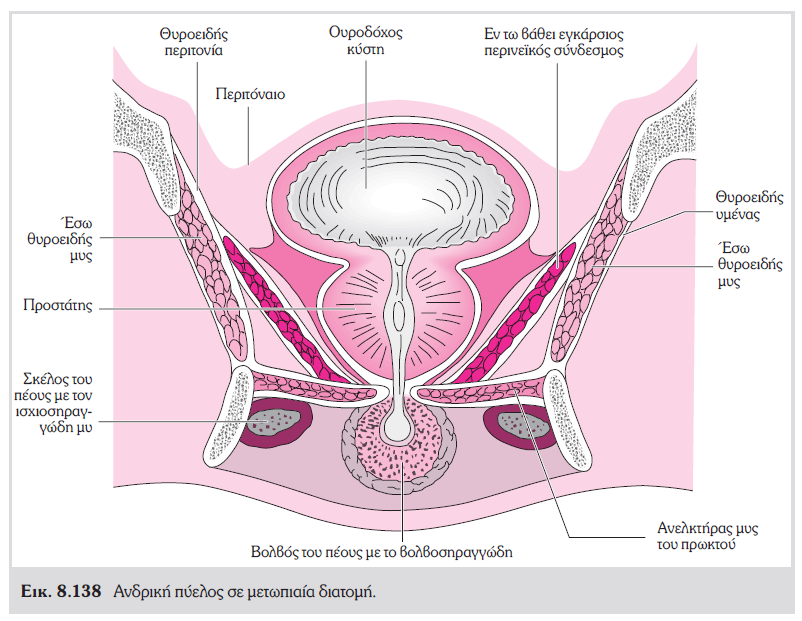 Θυροειδής
περιτονία
Ουροδόχος
κύστη
Εν τω βάθει εγκάρσιος
περινεϊκός σύνδεσμος
Περιτόναιο
Θυροειδής
υμένας
Έσω
θυροειδής
μυς
Έσω
θυροειδής
μυς
Προστάτης
Σκέλος του
πέους με τον
ισχιοσηραγ-
γώδη μυ
Ανελκτήρας μυς
του πρωκτού
Βολβός του πέους με το βολβοσηραγγώδη
Εικ. 8.138 Ανδρική πύελος σε μετωπιαία διατομή.